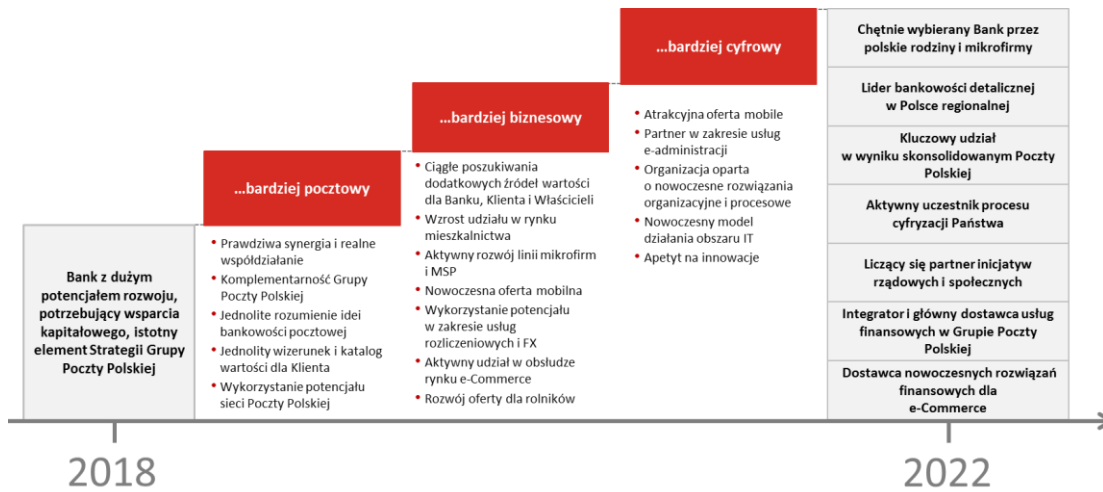 Bank z dużym
potencjałem rozwoju,
potrzebujący wsparcia
kapitałowego, istotny
element Strategii Grupy
Poczty Polskiej
...bardziej pocztowy
• Prawdziwa synergia i realne
współdziałanie
• Komplementarność Grupy
Poczty Polskiej
• Jednolite rozumienie idei
bankowości pocztowej
• Jednolity wizerunek i katalog
wartości dla Klienta
• Wykorzystanie potencjału
sieci Poczty Polskiej
...bardziej biznesowy
• Ciągłe poszukiwania
dodatkowych źródeł wartości
dla Banku, Klienta i Właścicieli
• Wzrost udziału w rynku
mieszkalnictwa
• Aktywny rozwój linii mikrofirm
i MSP
• Nowoczesna oferta mobilna
• Wykorzystanie potencjału
w zakresie usług
rozliczeniowych i FX
• Aktywny udział w obsłudze
rynku e-Commerce
• Rozwój oferty dla rolników
...bardziej cyfrowy
• Atrakcyjna oferta mobile
• Partner w zakresie usług
e-administracji
• Organizacja oparta
o nowoczesne rozwiązania
organizacyjne i procesowe
• Nowoczesny model
działania obszaru IT
• Apetyt na innowacje
Chętnie wybierany Bank przez
polskie rodziny i mikrofirmy
Lider bankowości detalicznej
w Polsce regionalnej
Kluczowy udział
w wyniku skonsolidowanym Poczty
Polskiej
Aktywny uczestnik procesu
cyfryzacji Państwa
Liczący się partner inicjatyw
rządowych i społecznych
Integrator i główny dostawca usług
finansowych w Grupie Poczty
Polskiej
Dostawca nowoczesnych rozwiązań
finansowych dla
e-Commerce
2018
2022